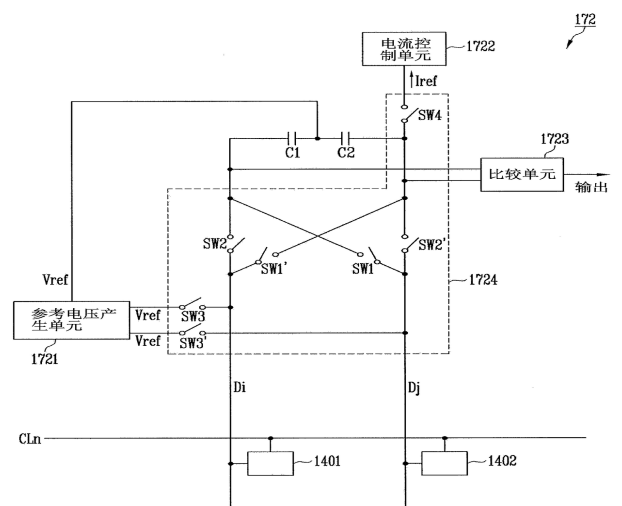 172
电流控
制单元
1722
Iref
SW4
C1
C2
1723
比较单元
输出
SW2
SW1'
SW1
SW2'
1724
Vref
参考电压产
生单元
1721
Vref
SW3
Vref
SW3'
Di
Dj
CLn
1401
1402